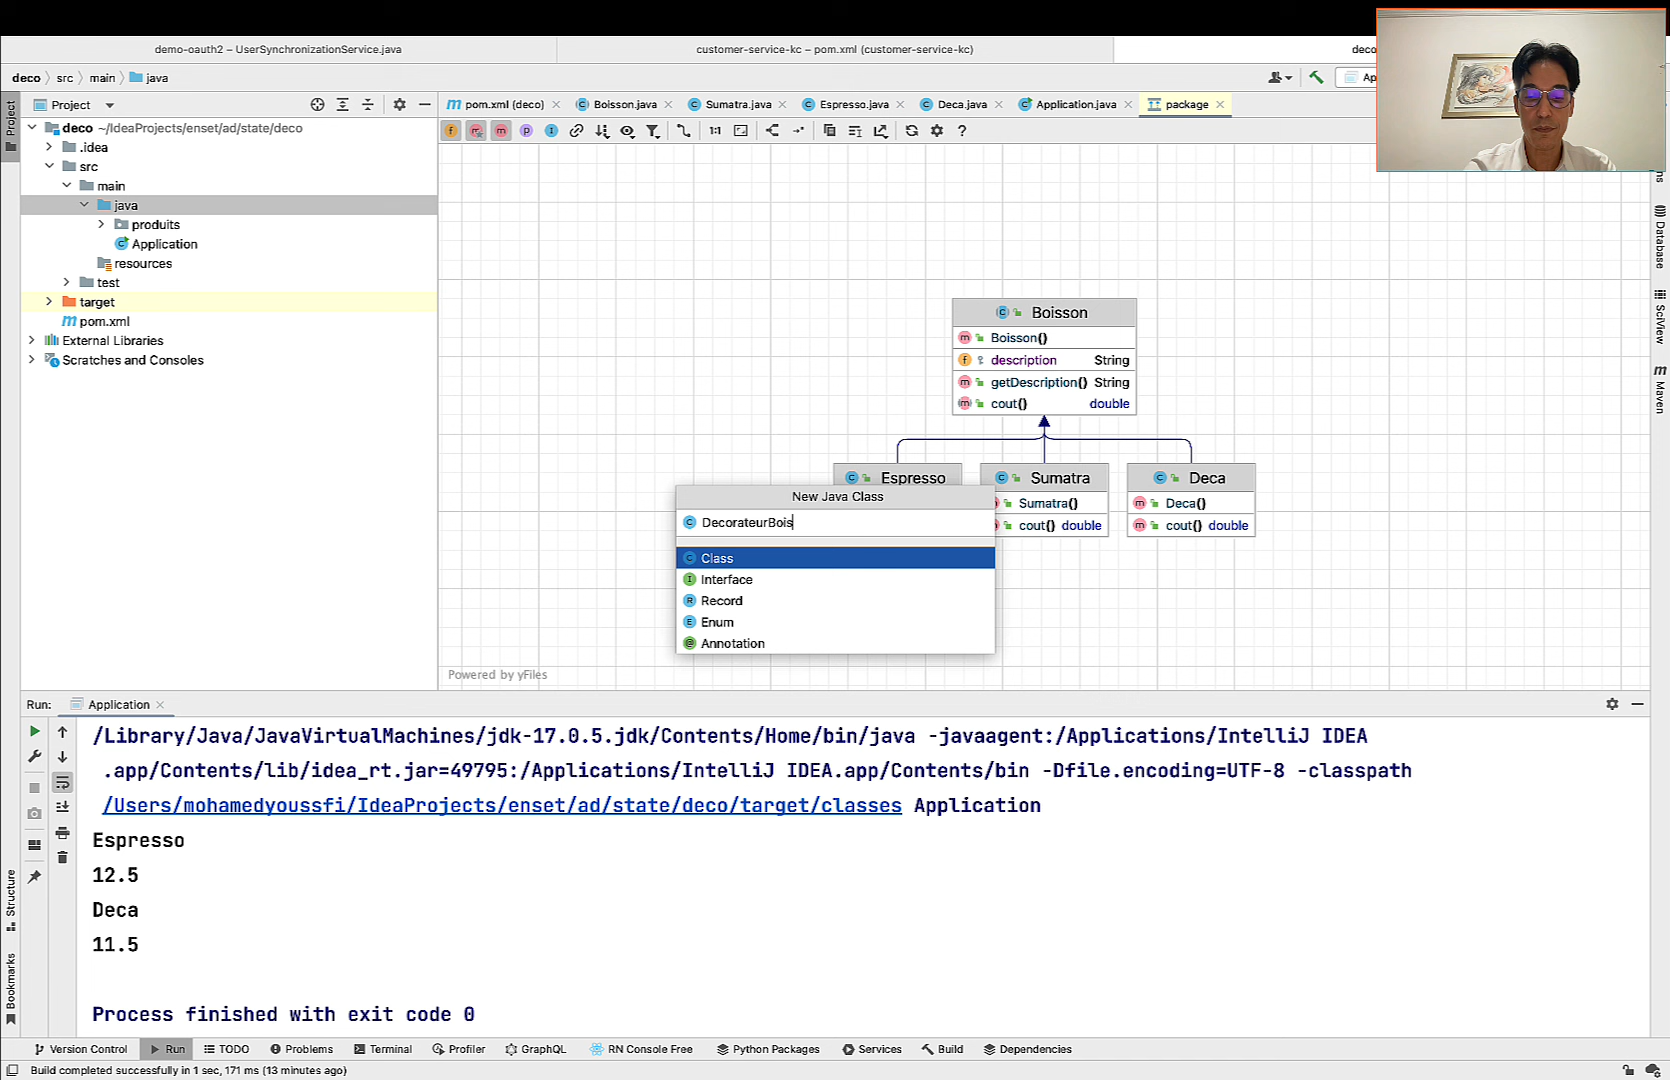 demo-oauth2 – UserSynchronizationService.java
customer-service-kc – pom.xml (customer-service-kc)
deco
deco
src
main
java
Ap
Project
Project
pom.xml (deco)
Boisson.java
Sumatra.java
Espresso.java
Deca.java
Application.java
package
1:1
?
deco ~/IdeaProjects/enset/ad/state/deco
.idea
src
main
java
produits
Application
resources
test
target
pom.xml
External Libraries
Scratches and Consoles
Boisson
Boisson()
description String
getDescription() String
cout() double
Espresso
Sumatra
Sumatra()
cout() double
Deca
Deca()
cout() double
New Java Class
DecorateurBois
Class
Interface
Record
Enum
Annotation
Powered by yFiles
Database
SciView
Maven
Run:
Application
/Library/Java/JavaVirtualMachines/jdk-17.0.5.jdk/Contents/Home/bin/java -javaagent:/Applications/IntelliJ IDEA
.app/Contents/lib/idea_rt.jar=49795:/Applications/IntelliJ IDEA.app/Contents/bin -Dfile.encoding=UTF-8 -classpath
/Users/mohamedyoussfi/IdeaProjects/enset/ad/state/deco/target/classes Application
Espresso
12.5
Deca
11.5
Process finished with exit code 0
Structure
Bookmarks
Version Control
Run
TODO
Problems
Terminal
Profiler
GraphQL
RN Console Free
Python Packages
Services
Build
Dependencies
Build completed successfully in 1 sec, 171 ms (13 minutes ago)